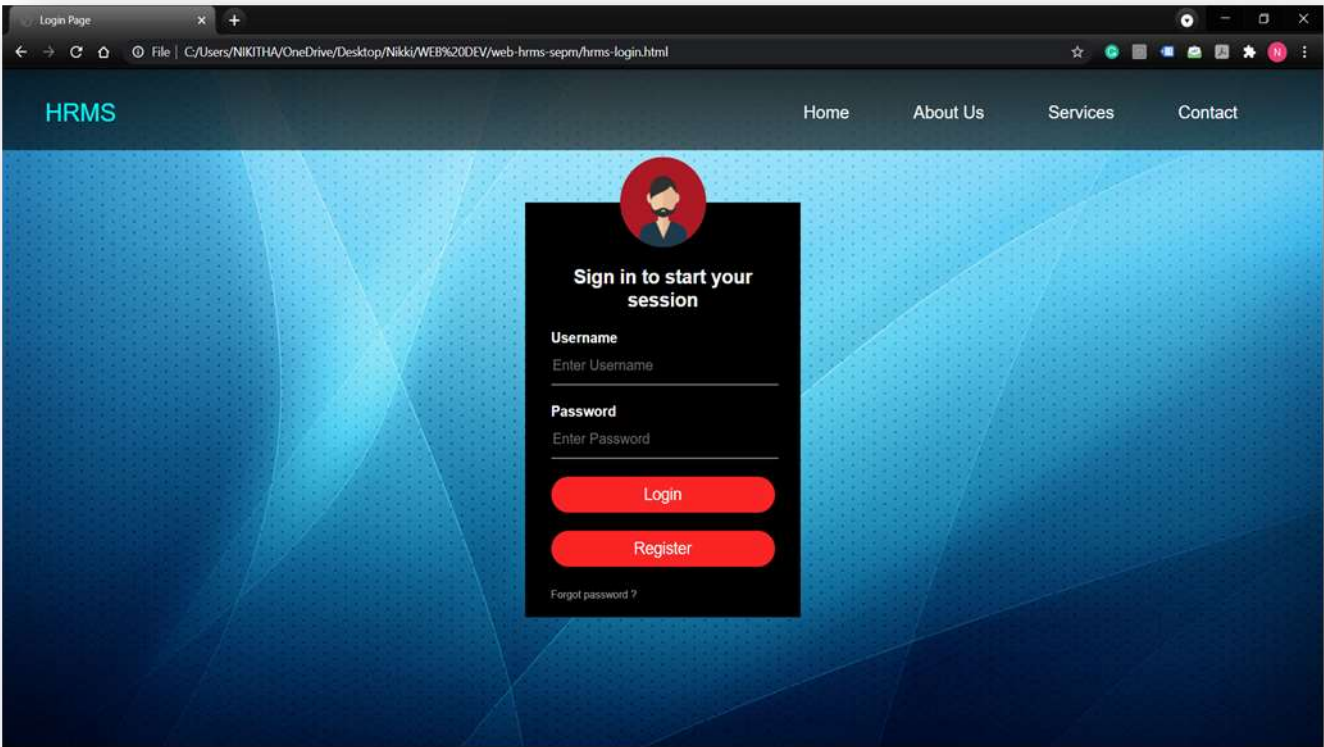 Login Page
File | C:/Users/NIKITHA/OneDrive/Desktop/Nikki/WEB%20DEV/web-hrms-sepm/hrms-login.html
N
HRMS
Home About Us Services Contact
Sign in to start your
session
Username
Enter Username
Password
Enter Password
Login
Register
Forgot password ?